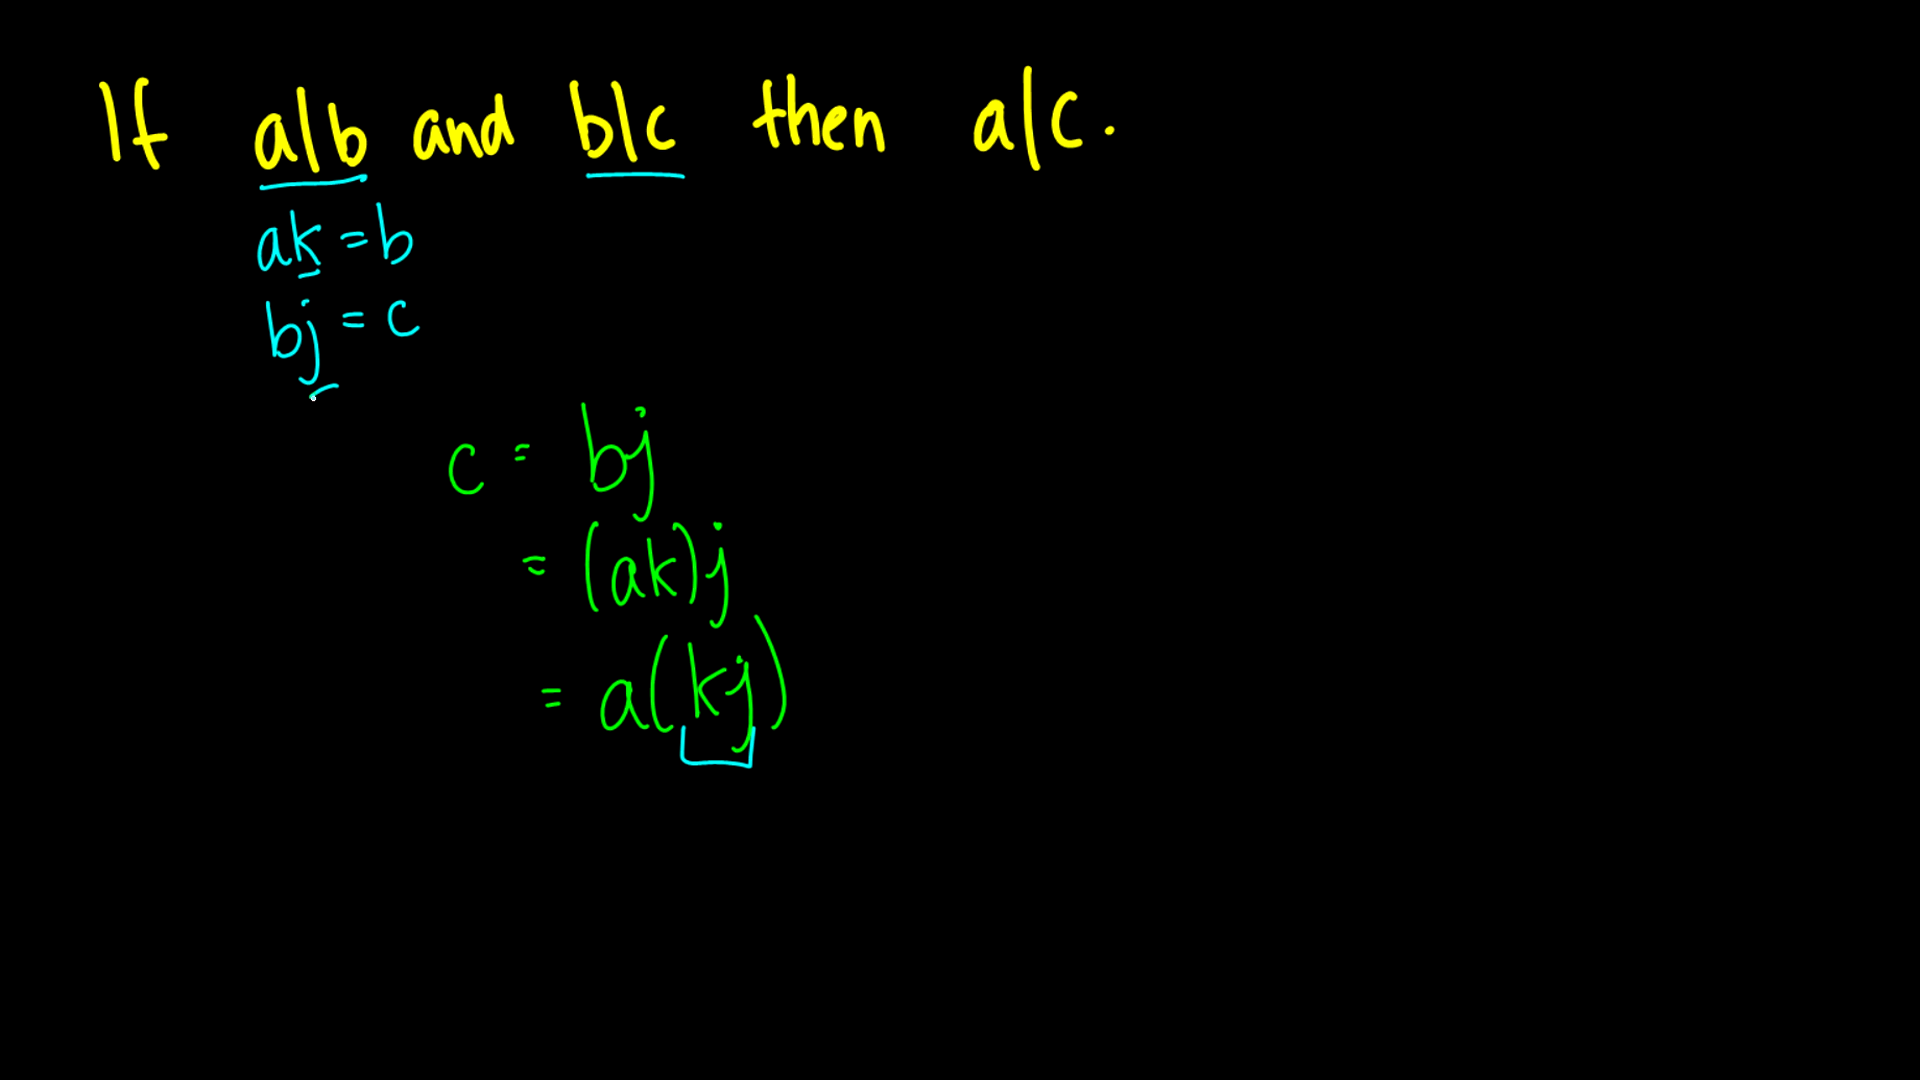 If a|b and b|c then a|c.
ak = b
bj = c
c = bj
= (ak)j
= a(kj)